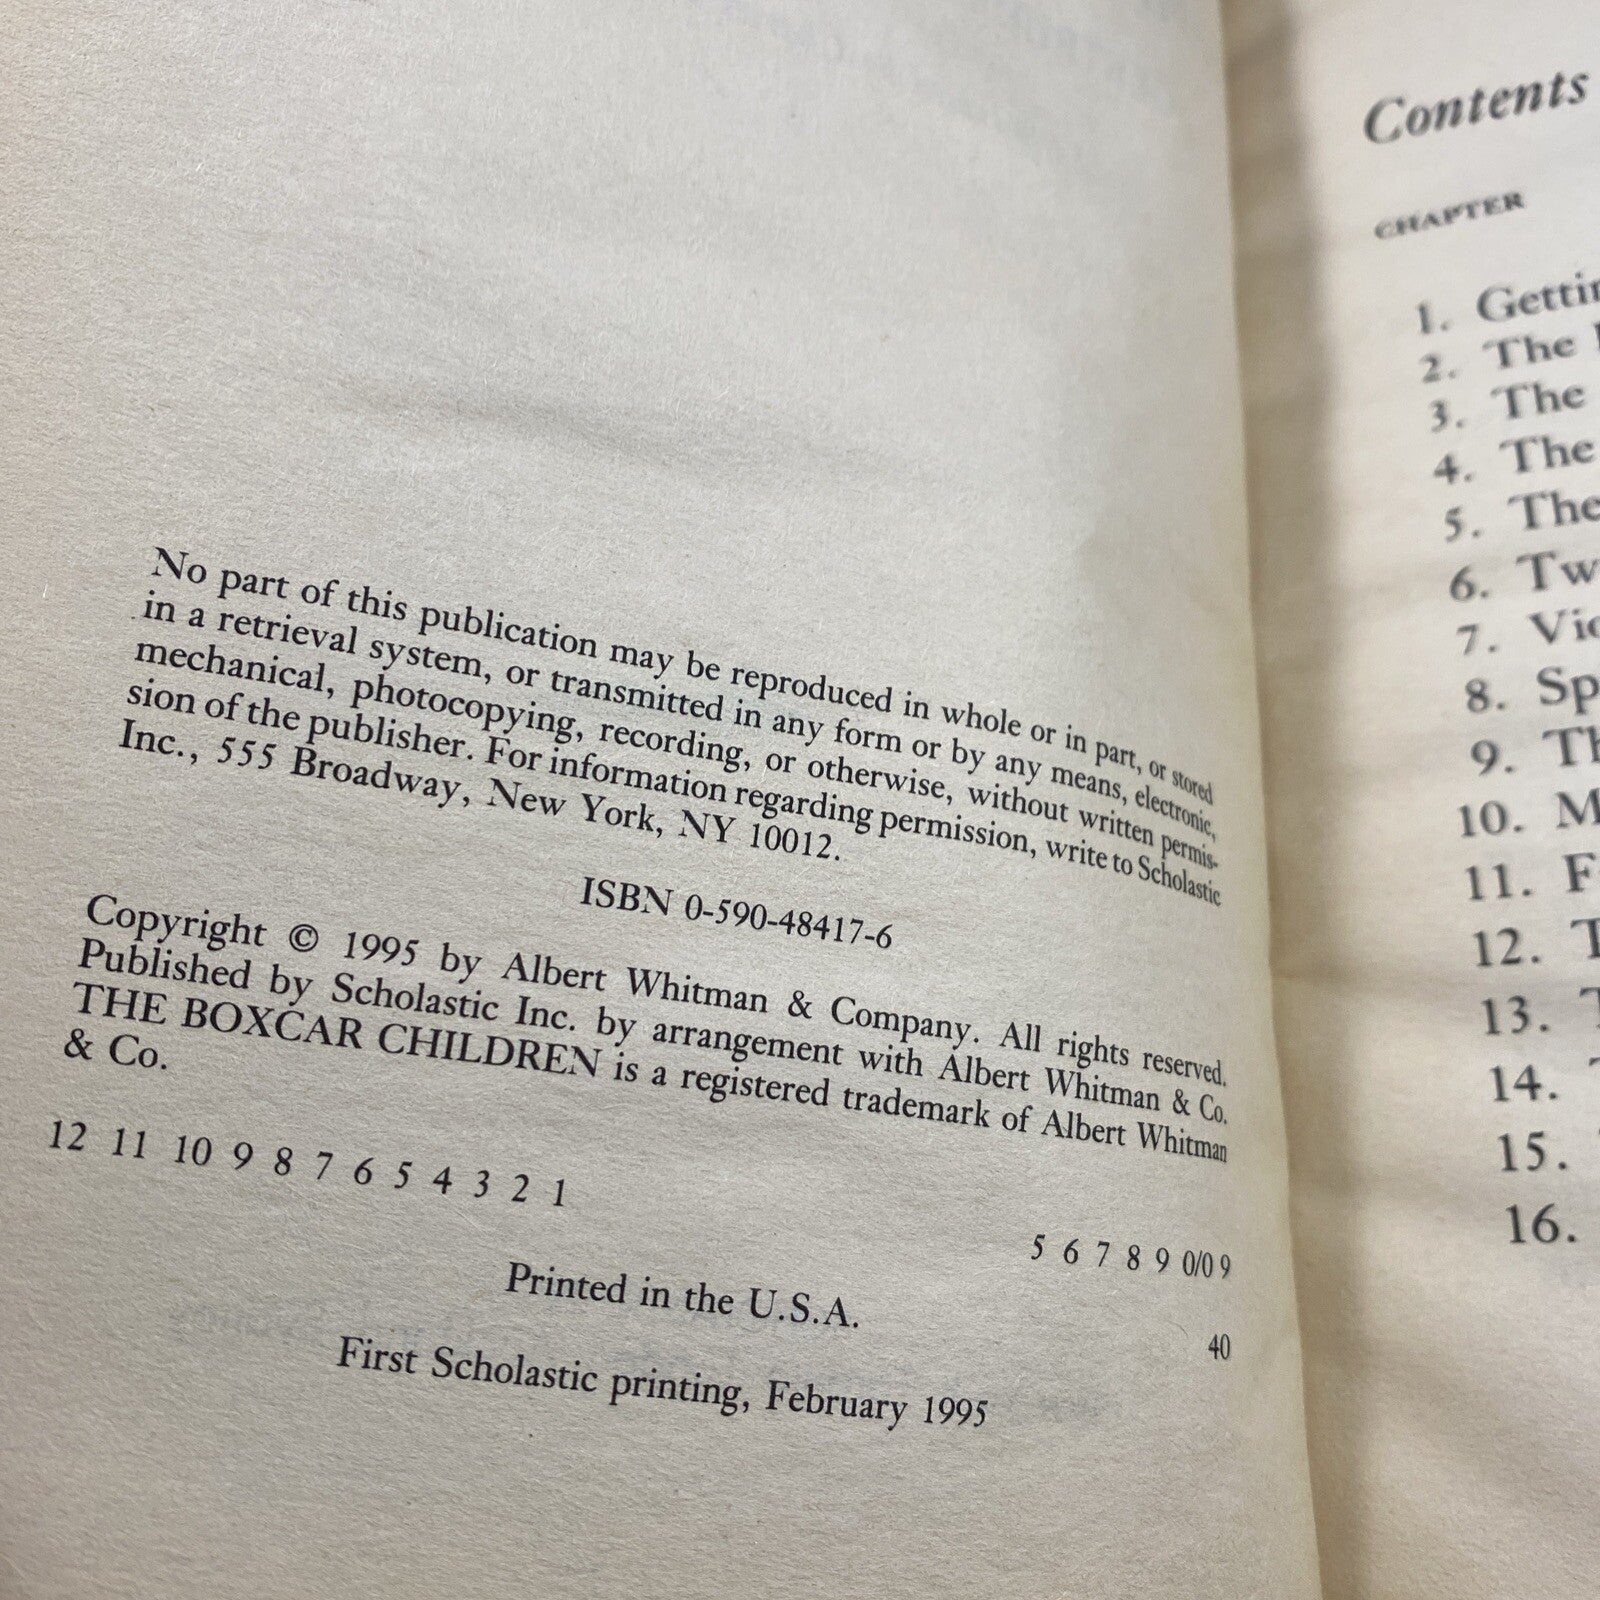 No part of this publication may be reproduced in whole or in part, or stored
in a retrieval system, or transmitted in any form or by any means, electronic,
mechanical, photocopying, recording, or otherwise, without written permis-
sion of the publisher. For information regarding permission, write to Scholastic
Inc., 555 Broadway, New York, NY 10012.
ISBN 0-590-48417-6
Copyright © 1995 by Albert Whitman & Company. All rights reserved.
Published by Scholastic Inc. by arrangement with Albert Whitman & Co.
THE BOXCAR CHILDREN is a registered trademark of Albert Whitman
& Co.
12 11 10 9 8 7 6 5 4 3 2 1
5 6 7 8 9 0/0 9
Printed in the U.S.A.
40
First Scholastic printing, February 1995
Contents
CHAPTER
1.
2. The
3. The
4. The
5. The
6.
7.
8.
9.
10.
11.
12.
13.
14.
15.
16.